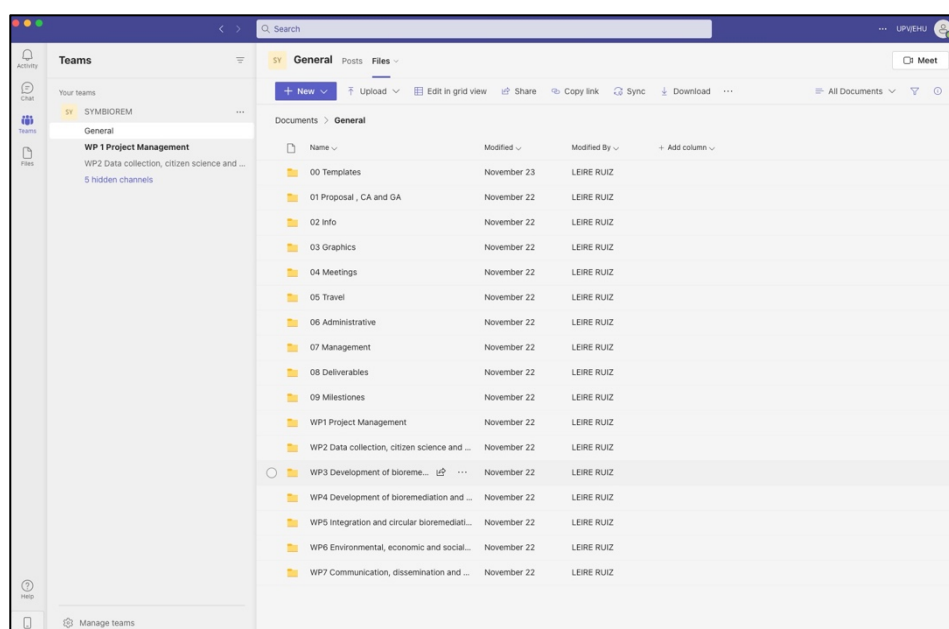 Search
UPV/EHU
Activity
Chat
Teams
Files
Help
Teams
Your teams
SY SYMBIOREM
General
WP 1 Project Management
WP2 Data collection, citizen science and ...
5 hidden channels
Manage teams
SY General Posts Files
Meet
+ New Upload Edit in grid view Share Copy link Sync Download ... All Documents
Documents > General
Name Modified Modified By + Add column
00 Templates November 23 LEIRE RUIZ
01 Proposal , CA and GA November 22 LEIRE RUIZ
02 Info November 22 LEIRE RUIZ
03 Graphics November 22 LEIRE RUIZ
04 Meetings November 22 LEIRE RUIZ
05 Travel November 22 LEIRE RUIZ
06 Administrative November 22 LEIRE RUIZ
07 Management November 22 LEIRE RUIZ
08 Deliverables November 22 LEIRE RUIZ
09 Milestiones November 22 LEIRE RUIZ
WP1 Project Management November 22 LEIRE RUIZ
WP2 Data collection, citizen science and ... November 22 LEIRE RUIZ
WP3 Development of bioreme... November 22 LEIRE RUIZ
WP4 Development of bioremediation and ... November 22 LEIRE RUIZ
WP5 Integration and circular bioremediati... November 22 LEIRE RUIZ
WP6 Environmental, economic and social... November 22 LEIRE RUIZ
WP7 Communication, dissemination and ... November 22 LEIRE RUIZ